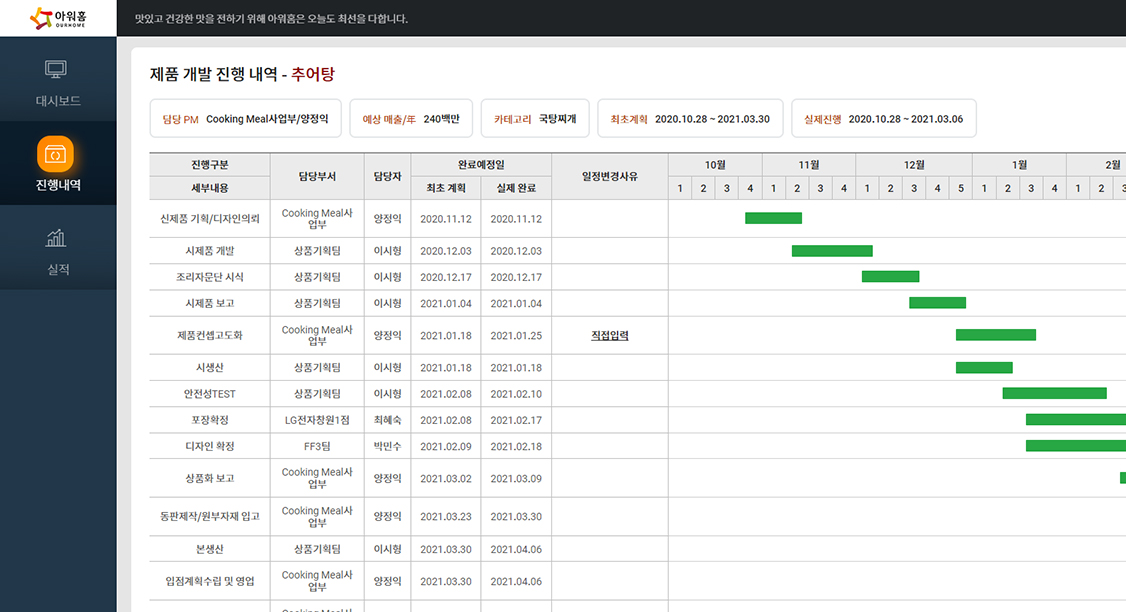 아워홈
OURHOME
맛있고 건강한 맛을 전하기 위해 아워홈은 오늘도 최선을 다합니다.
대시보드
진행내역
실적
제품 개발 진행 내역 - 추어탕
담당 PM Cooking Meal사업부/양정익
예상 매출/年 240백만
카테고리 국탕찌개
최초계획 2020.10.28 ~ 2021.03.30
실제진행 2020.10.28 ~ 2021.03.06
진행구분 담당부서 담당자 완료예정일 일정변경사유 10월 11월 12월 1월 2월
세부내용 최초 계획 실제 완료 1 2 3 4 1 2 3 4 1 2 3 4 5 1 2 3 4 1 2 3
신제품 기획/디자인의뢰 Cooking Meal사업부 양정익 2020.11.12 2020.11.12
시제품 개발 상품기획팀 이시형 2020.12.03 2020.12.03
조리자문단 시식 상품기획팀 이시형 2020.12.17 2020.12.17
시제품 보고 상품기획팀 이시형 2021.01.04 2021.01.04
제품컨셉고도화 Cooking Meal사업부 양정익 2021.01.18 2021.01.25 직접입력
시생산 상품기획팀 이시형 2021.01.18 2021.01.18
안전성TEST 상품기획팀 이시형 2021.02.08 2021.02.10
포장확정 LG전자창원1점 최혜숙 2021.02.08 2021.02.17
디자인 확정 FF3팀 박민수 2021.02.09 2021.02.18
상품화 보고 Cooking Meal사업부 양정익 2021.03.02 2021.03.09
동판제작/원부자재 입고 Cooking Meal사업부 양정익 2021.03.23 2021.03.30
본생산 상품기획팀 이시형 2021.03.30 2021.04.06
입점계획수립 및 영업 Cooking Meal사업부 양정익 2021.03.30 2021.04.06